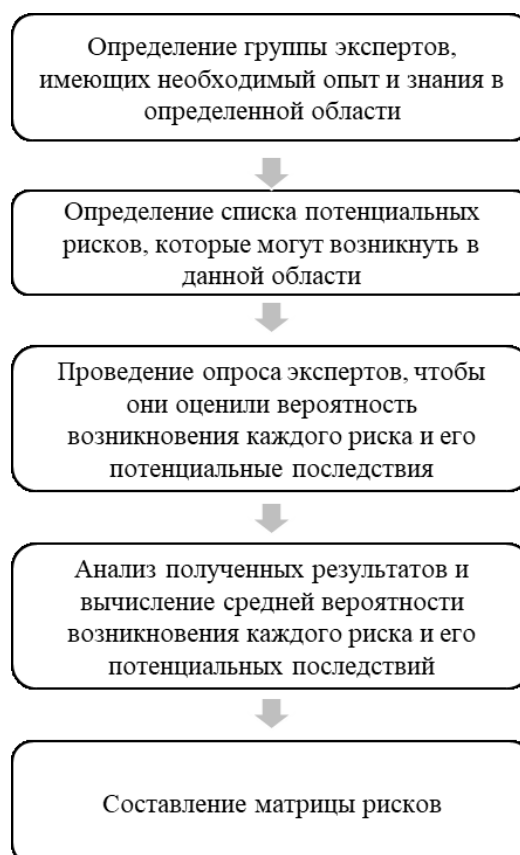 Определение группы экспертов,
имеющих необходимый опыт и знания в
определенной области
Определение списка потенциальных
рисков, которые могут возникнуть в
данной области
Проведение опроса экспертов, чтобы
они оценили вероятность
возникновения каждого риска и его
потенциальные последствия
Анализ полученных результатов и
вычисление средней вероятности
возникновения каждого риска и его
потенциальных последствий
Составление матрицы рисков